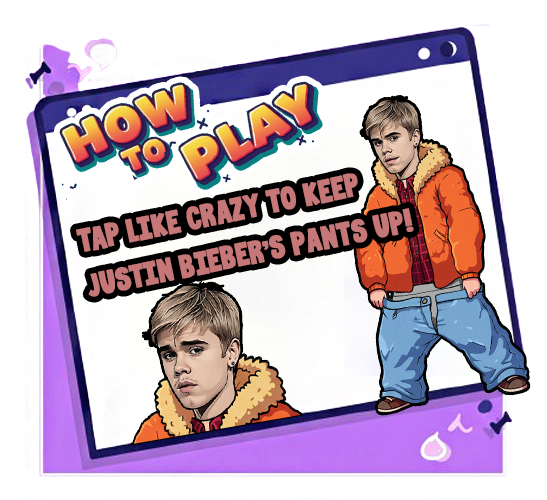 HOW
TO PLAY
TAP LIKE CRAZY TO KEEP
JUSTIN BIEBER'S PANTS UP!